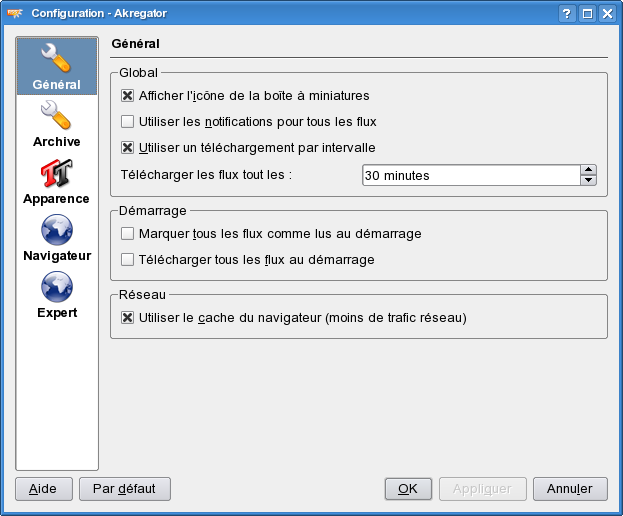 Configuration - Akregator
Général
Archive
Apparence
Navigateur
Expert
Général
Global
Afficher l'icône de la boîte à miniatures
Utiliser les notifications pour tous les flux
Utiliser un téléchargement par intervalle
Télécharger les flux tout les :
30 minutes
Démarrage
Marquer tous les flux comme lus au démarrage
Télécharger tous les flux au démarrage
Réseau
Utiliser le cache du navigateur (moins de trafic réseau)
Aide
Par défaut
OK
Appliquer
Annuler